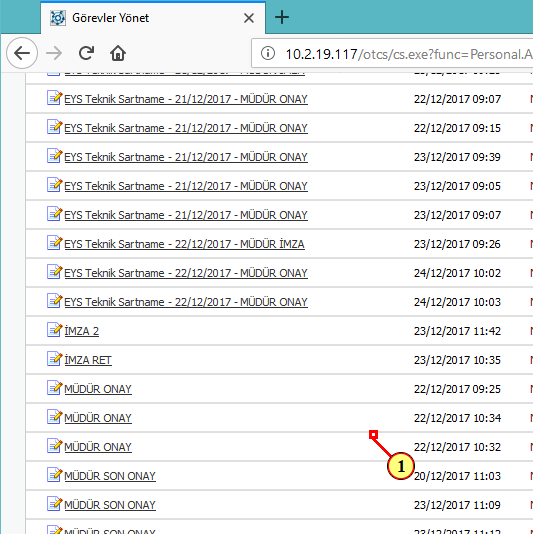 Görevler Yönet
10.2.19.117/otcs/cs.exe?func=Personal.A
EYS Teknik Sartname - 21/12/2017 - MÜDÜR ONAY 22/12/2017 09:07
EYS Teknik Sartname - 21/12/2017 - MÜDÜR ONAY 22/12/2017 09:15
EYS Teknik Sartname - 21/12/2017 - MÜDÜR ONAY 23/12/2017 09:39
EYS Teknik Sartname - 21/12/2017 - MÜDÜR ONAY 23/12/2017 09:05
EYS Teknik Sartname - 21/12/2017 - MÜDÜR ONAY 23/12/2017 09:07
EYS Teknik Sartname - 22/12/2017 - MÜDÜR İMZA 23/12/2017 09:26
EYS Teknik Sartname - 22/12/2017 - MÜDÜR ONAY 24/12/2017 10:02
EYS Teknik Sartname - 22/12/2017 - MÜDÜR ONAY 24/12/2017 10:03
İMZA 2 23/12/2017 11:42
İMZA RET 23/12/2017 10:35
MÜDÜR ONAY 22/12/2017 09:25
MÜDÜR ONAY 22/12/2017 10:34
MÜDÜR ONAY 22/12/2017 10:32
1
MÜDÜR SON ONAY 20/12/2017 11:03
MÜDÜR SON ONAY 23/12/2017 11:09
MÜDÜR SON ONAY